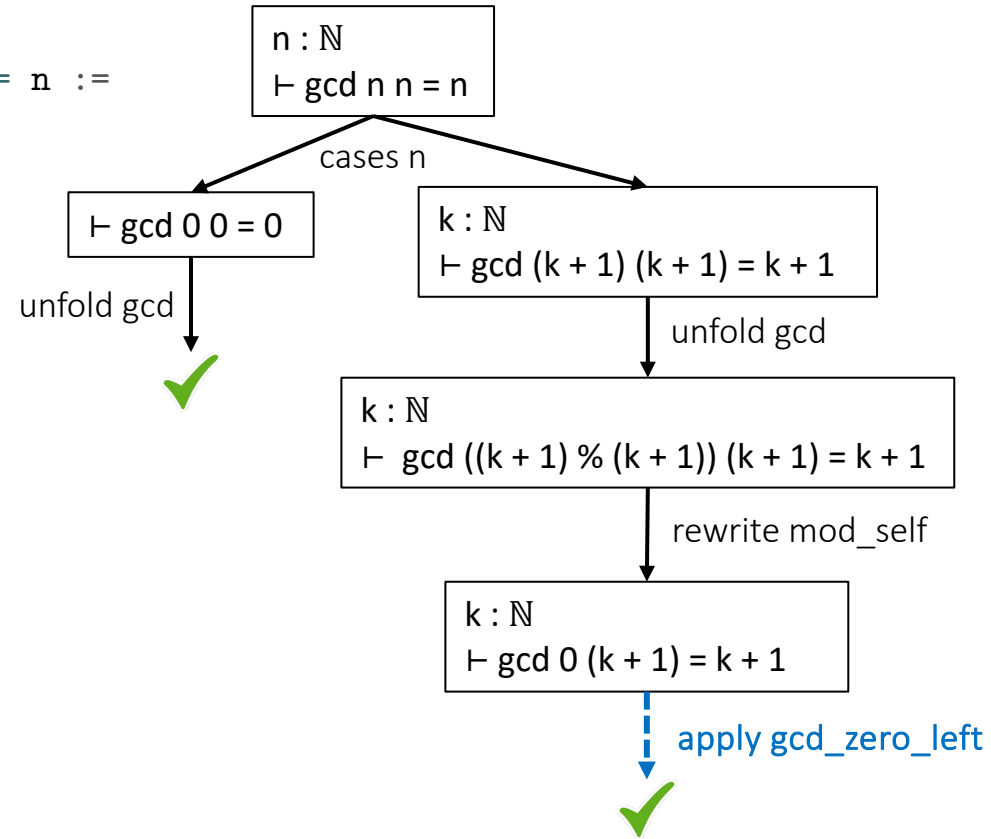 = n :=
n : ℕ
⊢ gcd n n = n
cases n
⊢ gcd 0 0 = 0
k : ℕ
⊢ gcd (k + 1) (k + 1) = k + 1
unfold gcd
unfold gcd
k : ℕ
⊢ gcd ((k + 1) % (k + 1)) (k + 1) = k + 1
rewrite mod_self
k : ℕ
⊢ gcd 0 (k + 1) = k + 1
apply gcd_zero_left